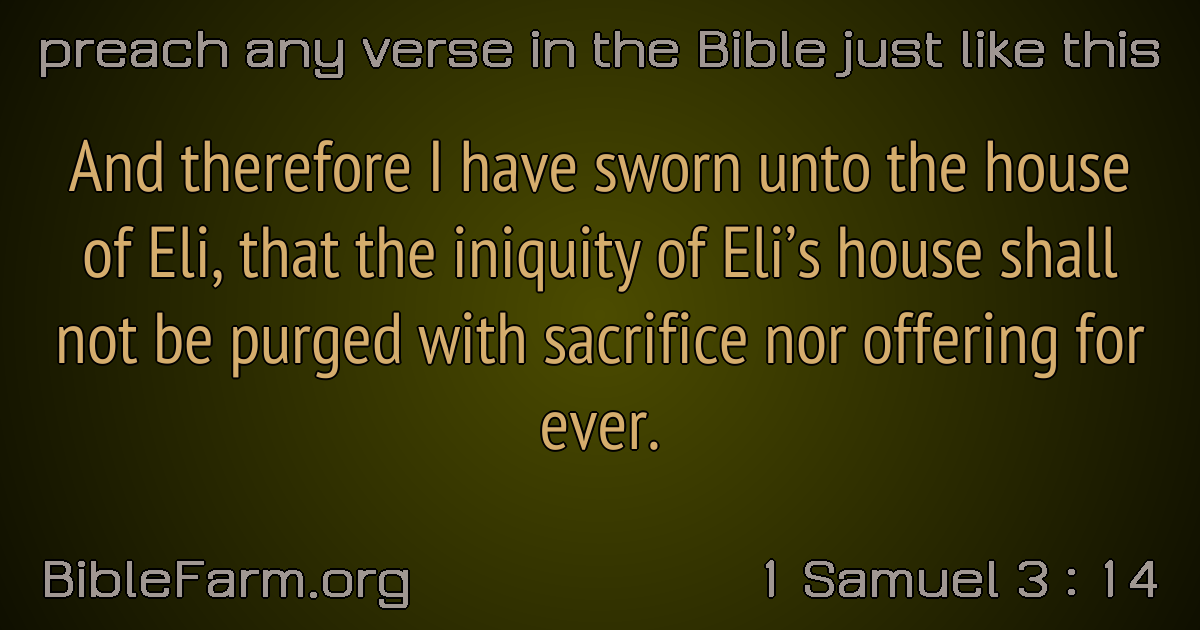 preach any verse in the Bible just like this
And therefore I have sworn unto the house
of Eli, that the iniquity of Eli’s house shall
not be purged with sacrifice nor offering for
ever.
BibleFarm.org
1 Samuel 3 : 14